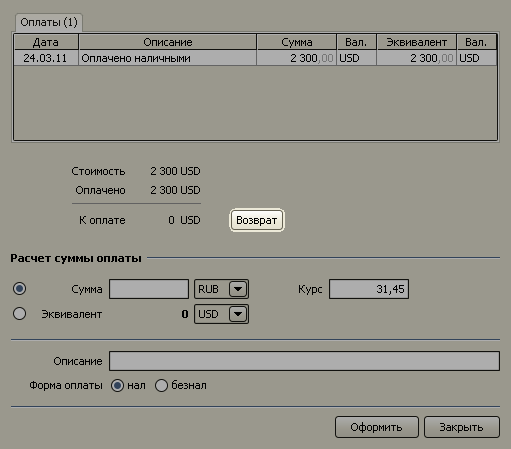 Оплаты (1)
Дата Описание Сумма Вал. Эквивалент Вал.
24.03.11 Оплачено наличными 2 300,00 USD 2 300,00 USD
Стоимость 2 300 USD
Оплачено 2 300 USD
К оплате 0 USD Возврат
Расчет суммы оплаты
Сумма RUB Курс 31,45
Эквивалент 0 USD
Описание
Форма оплаты нал безнал
Оформить Закрыть